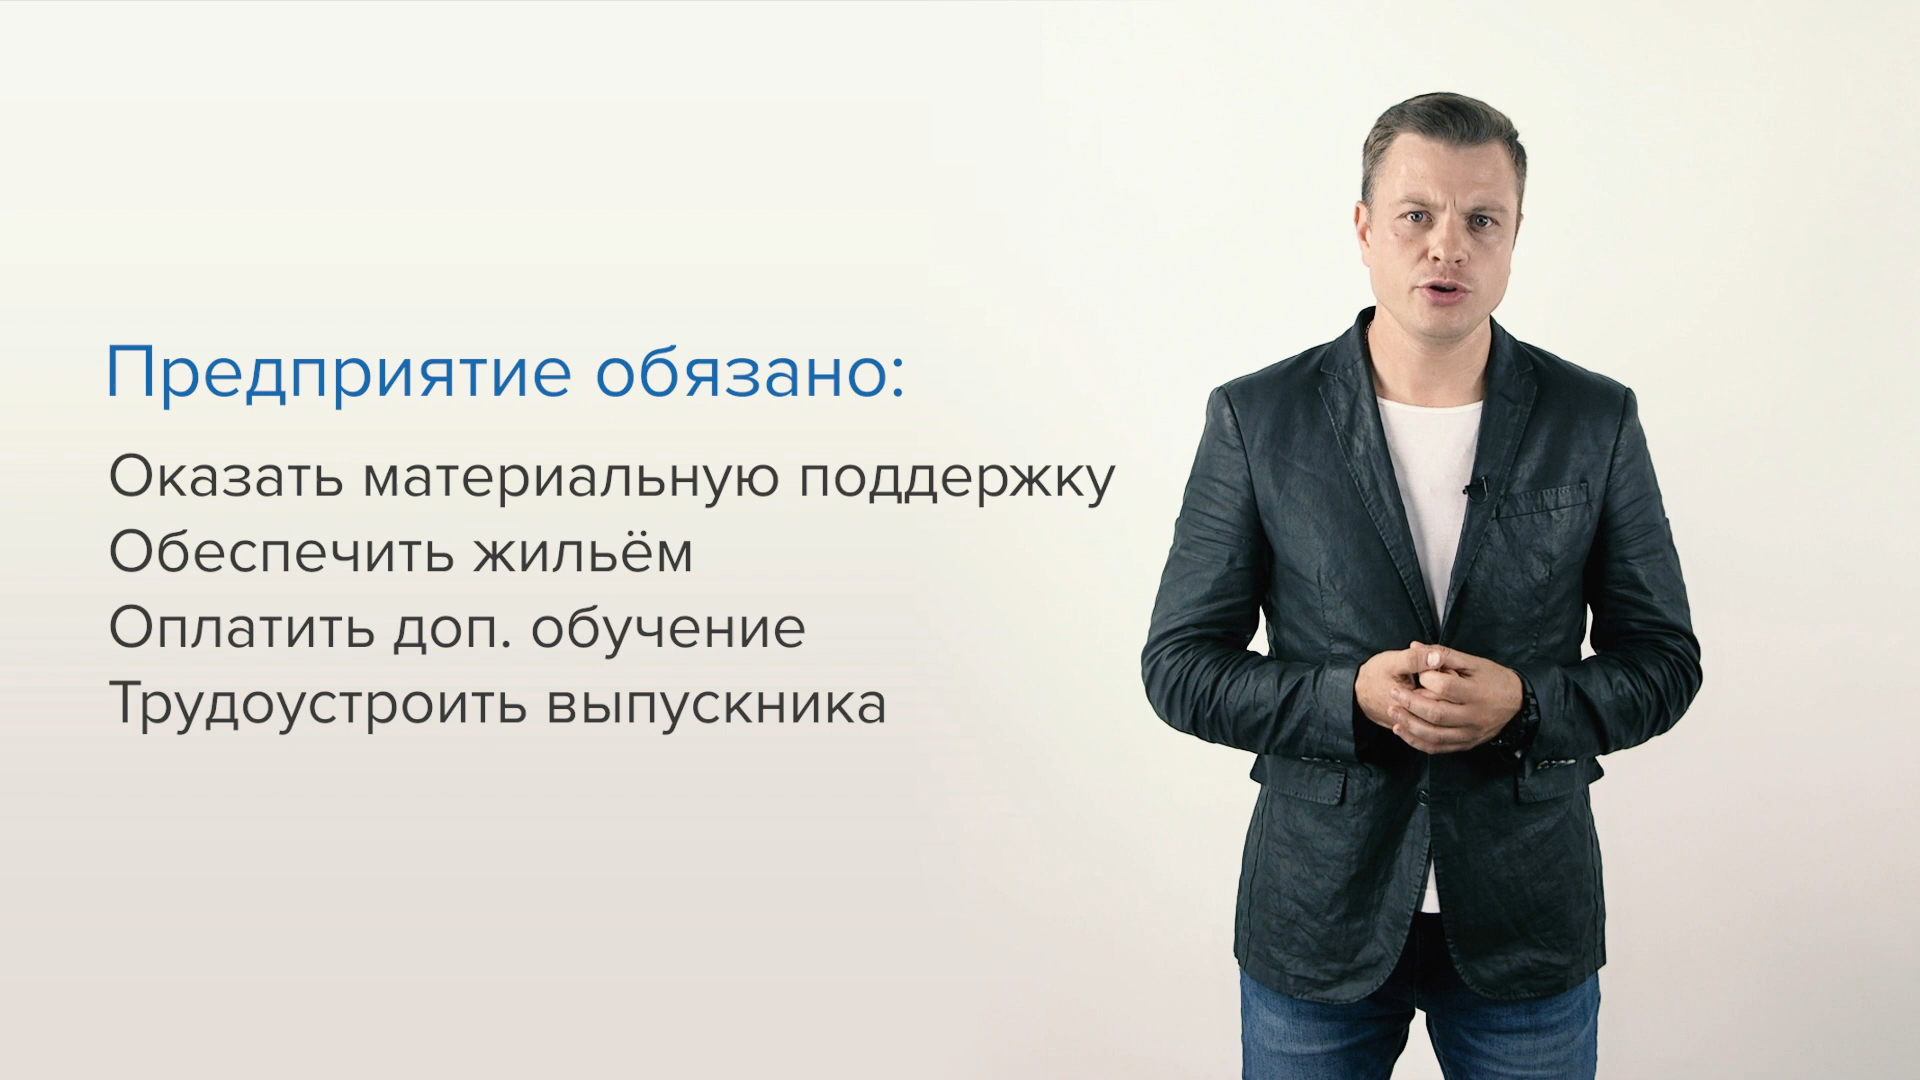 Предприятие обязано:
Оказать материальную поддержку
Обеспечить жильём
Оплатить доп. обучение
Трудоустроить выпускника